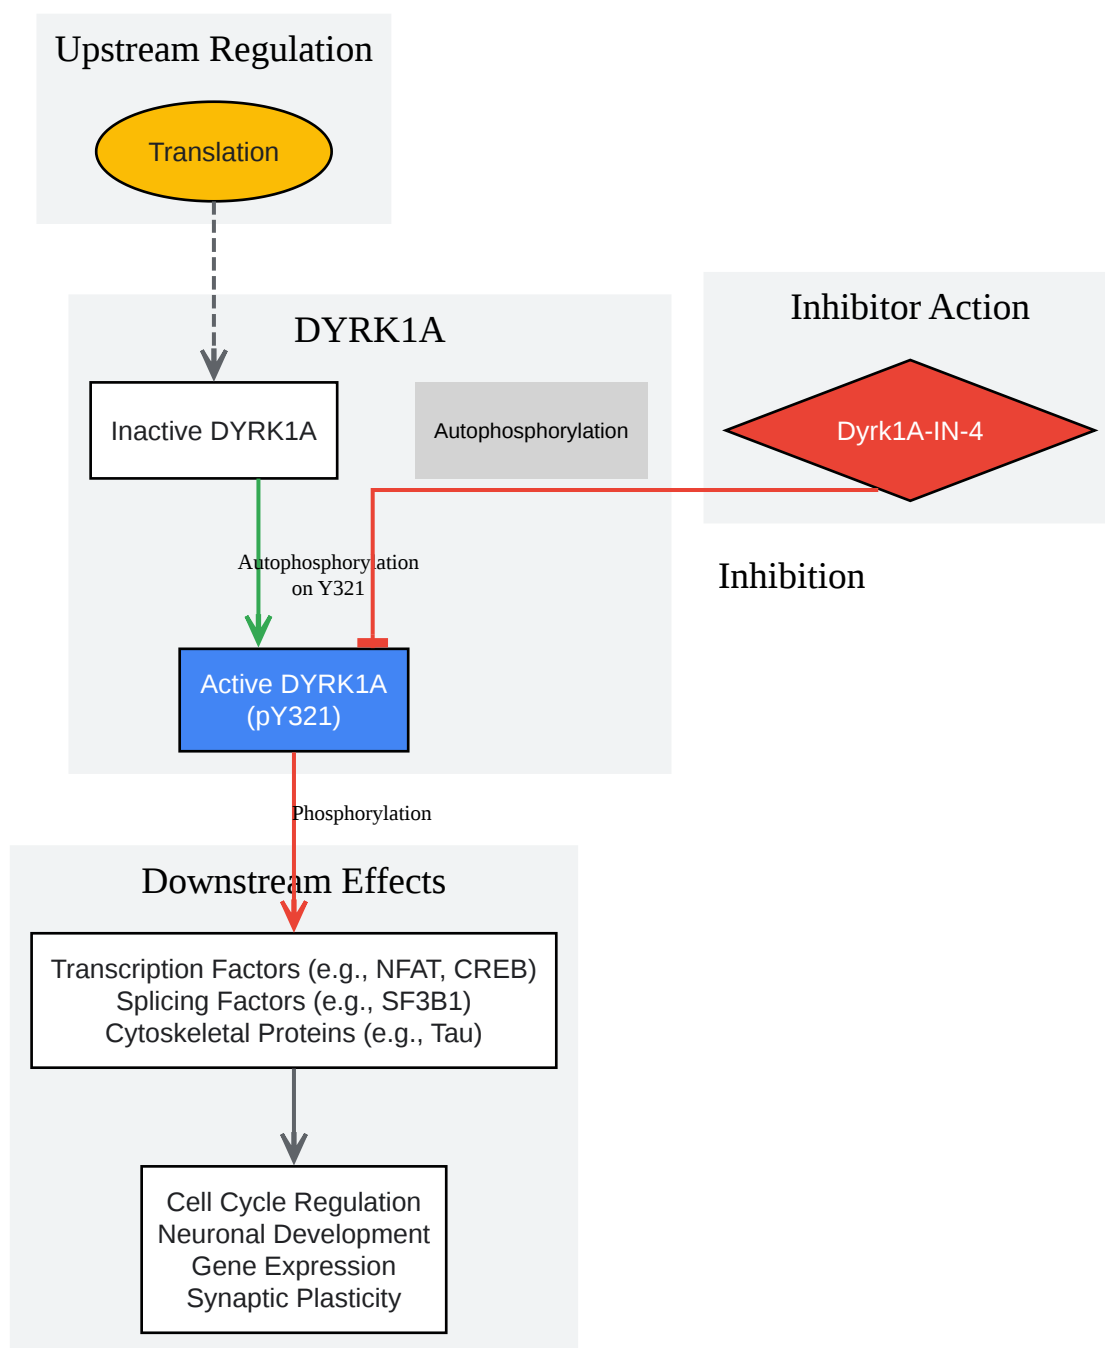 Upstream Regulation
Translation
DYRK1A
Inactive DYRK1A
Autophosphorylation
Inhibitor Action
Dyrk1A-IN-4
Autophosphorylation
on Y321
Inhibition
Active DYRK1A
(pY321)
Phosphorylation
Downstream Effects
Transcription Factors (e.g., NFAT, CREB)
Splicing Factors (e.g., SF3B1)
Cytoskeletal Proteins (e.g., Tau)
Cell Cycle Regulation
Neuronal Development
Gene Expression
Synaptic Plasticity